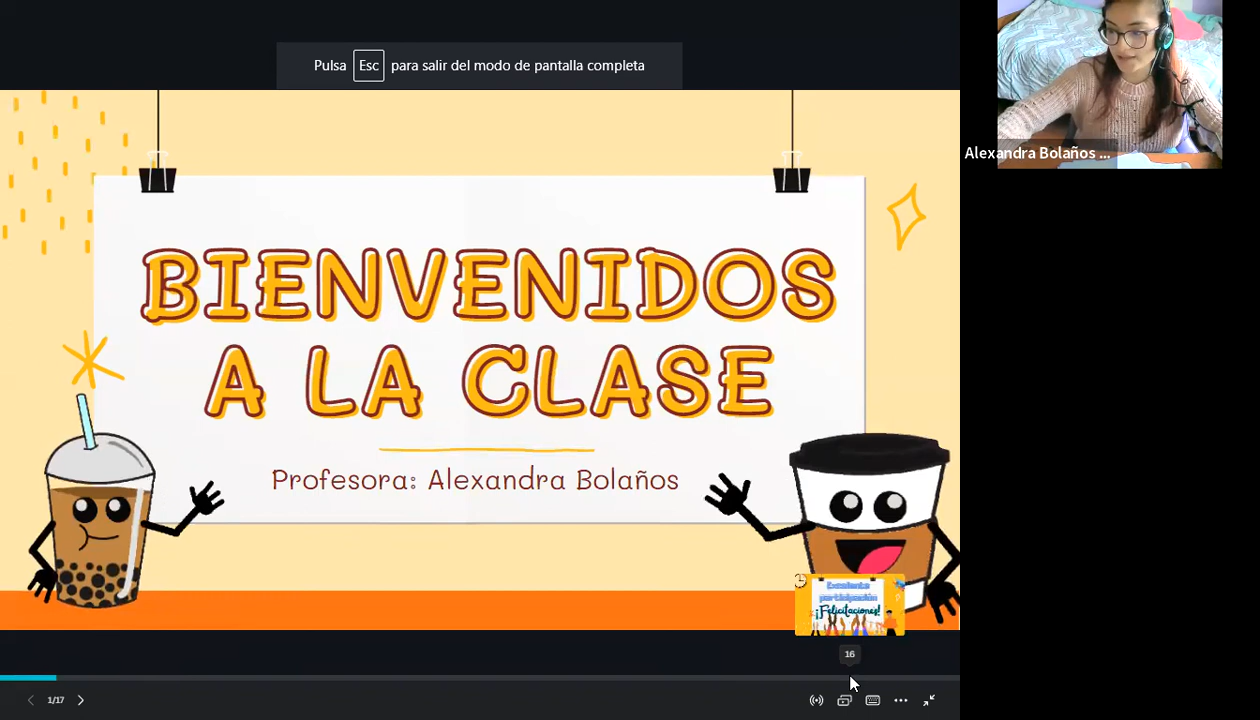 Pulsa Esc para salir del modo de pantalla completa
Alexandra Bolaños ...
BIENVENIDOS
A LA CLASE
Profesora: Alexandra Bolaños
Excelente
participación
¡Felicitaciones!
16
1/17